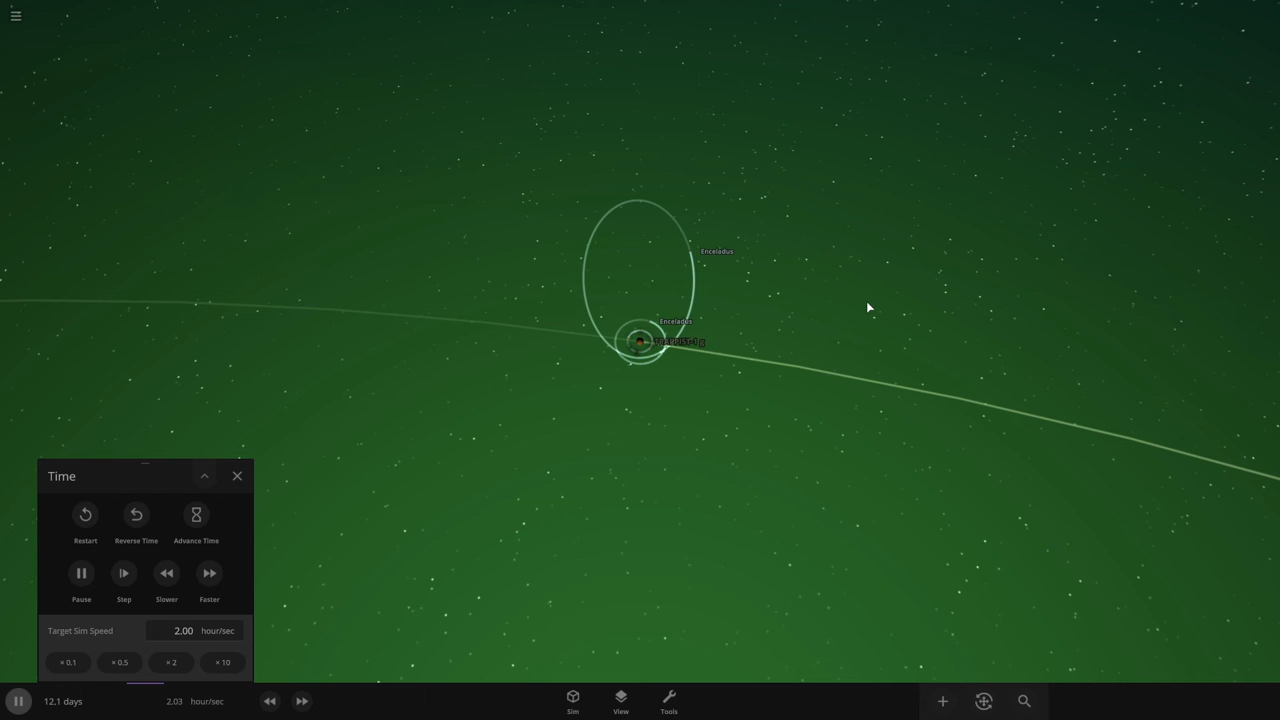 Enceladus
Enceladus
TRAPPIST-1 g
Time
Restart
Reverse Time
Advance Time
Pause
Step
Slower
Faster
Target Sim Speed
2.00 hour/sec
× 0.1
× 0.5
× 2
× 10
12.1 days
2.03 hour/sec
Sim
View
Tools